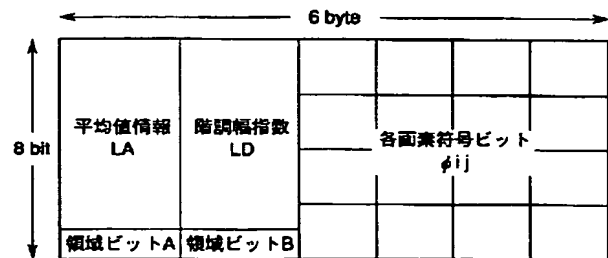 6 byte
8 bit
平均値情報
LA
階調幅指数
LD
各画素符号ビット
φij
領域ビットA
領域ビットB